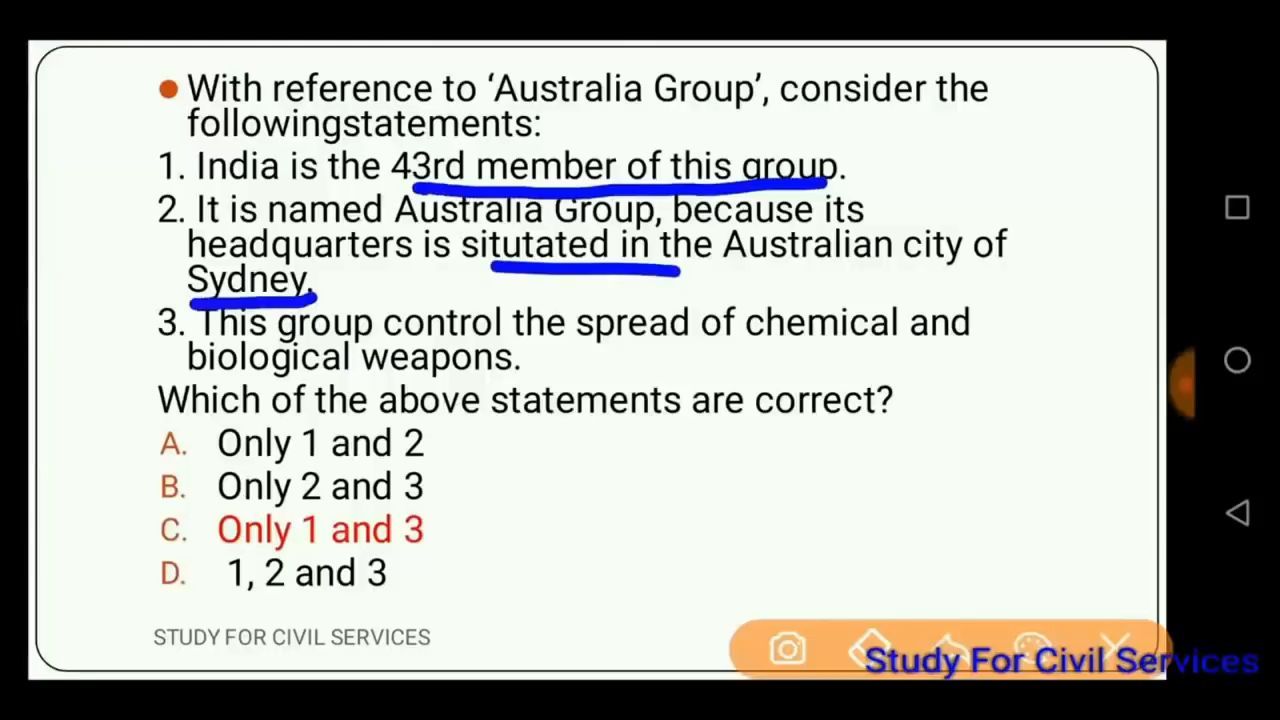 With reference to ‘Australia Group’, consider the
followingstatements:
1. India is the 43rd member of this group.
2. It is named Australia Group, because its
headquarters is situtated in the Australian city of
Sydney.
3. This group control the spread of chemical and
biological weapons.
Which of the above statements are correct?
A. Only 1 and 2
B. Only 2 and 3
C. Only 1 and 3
D. 1, 2 and 3
STUDY FOR CIVIL SERVICES
Study For Civil Services